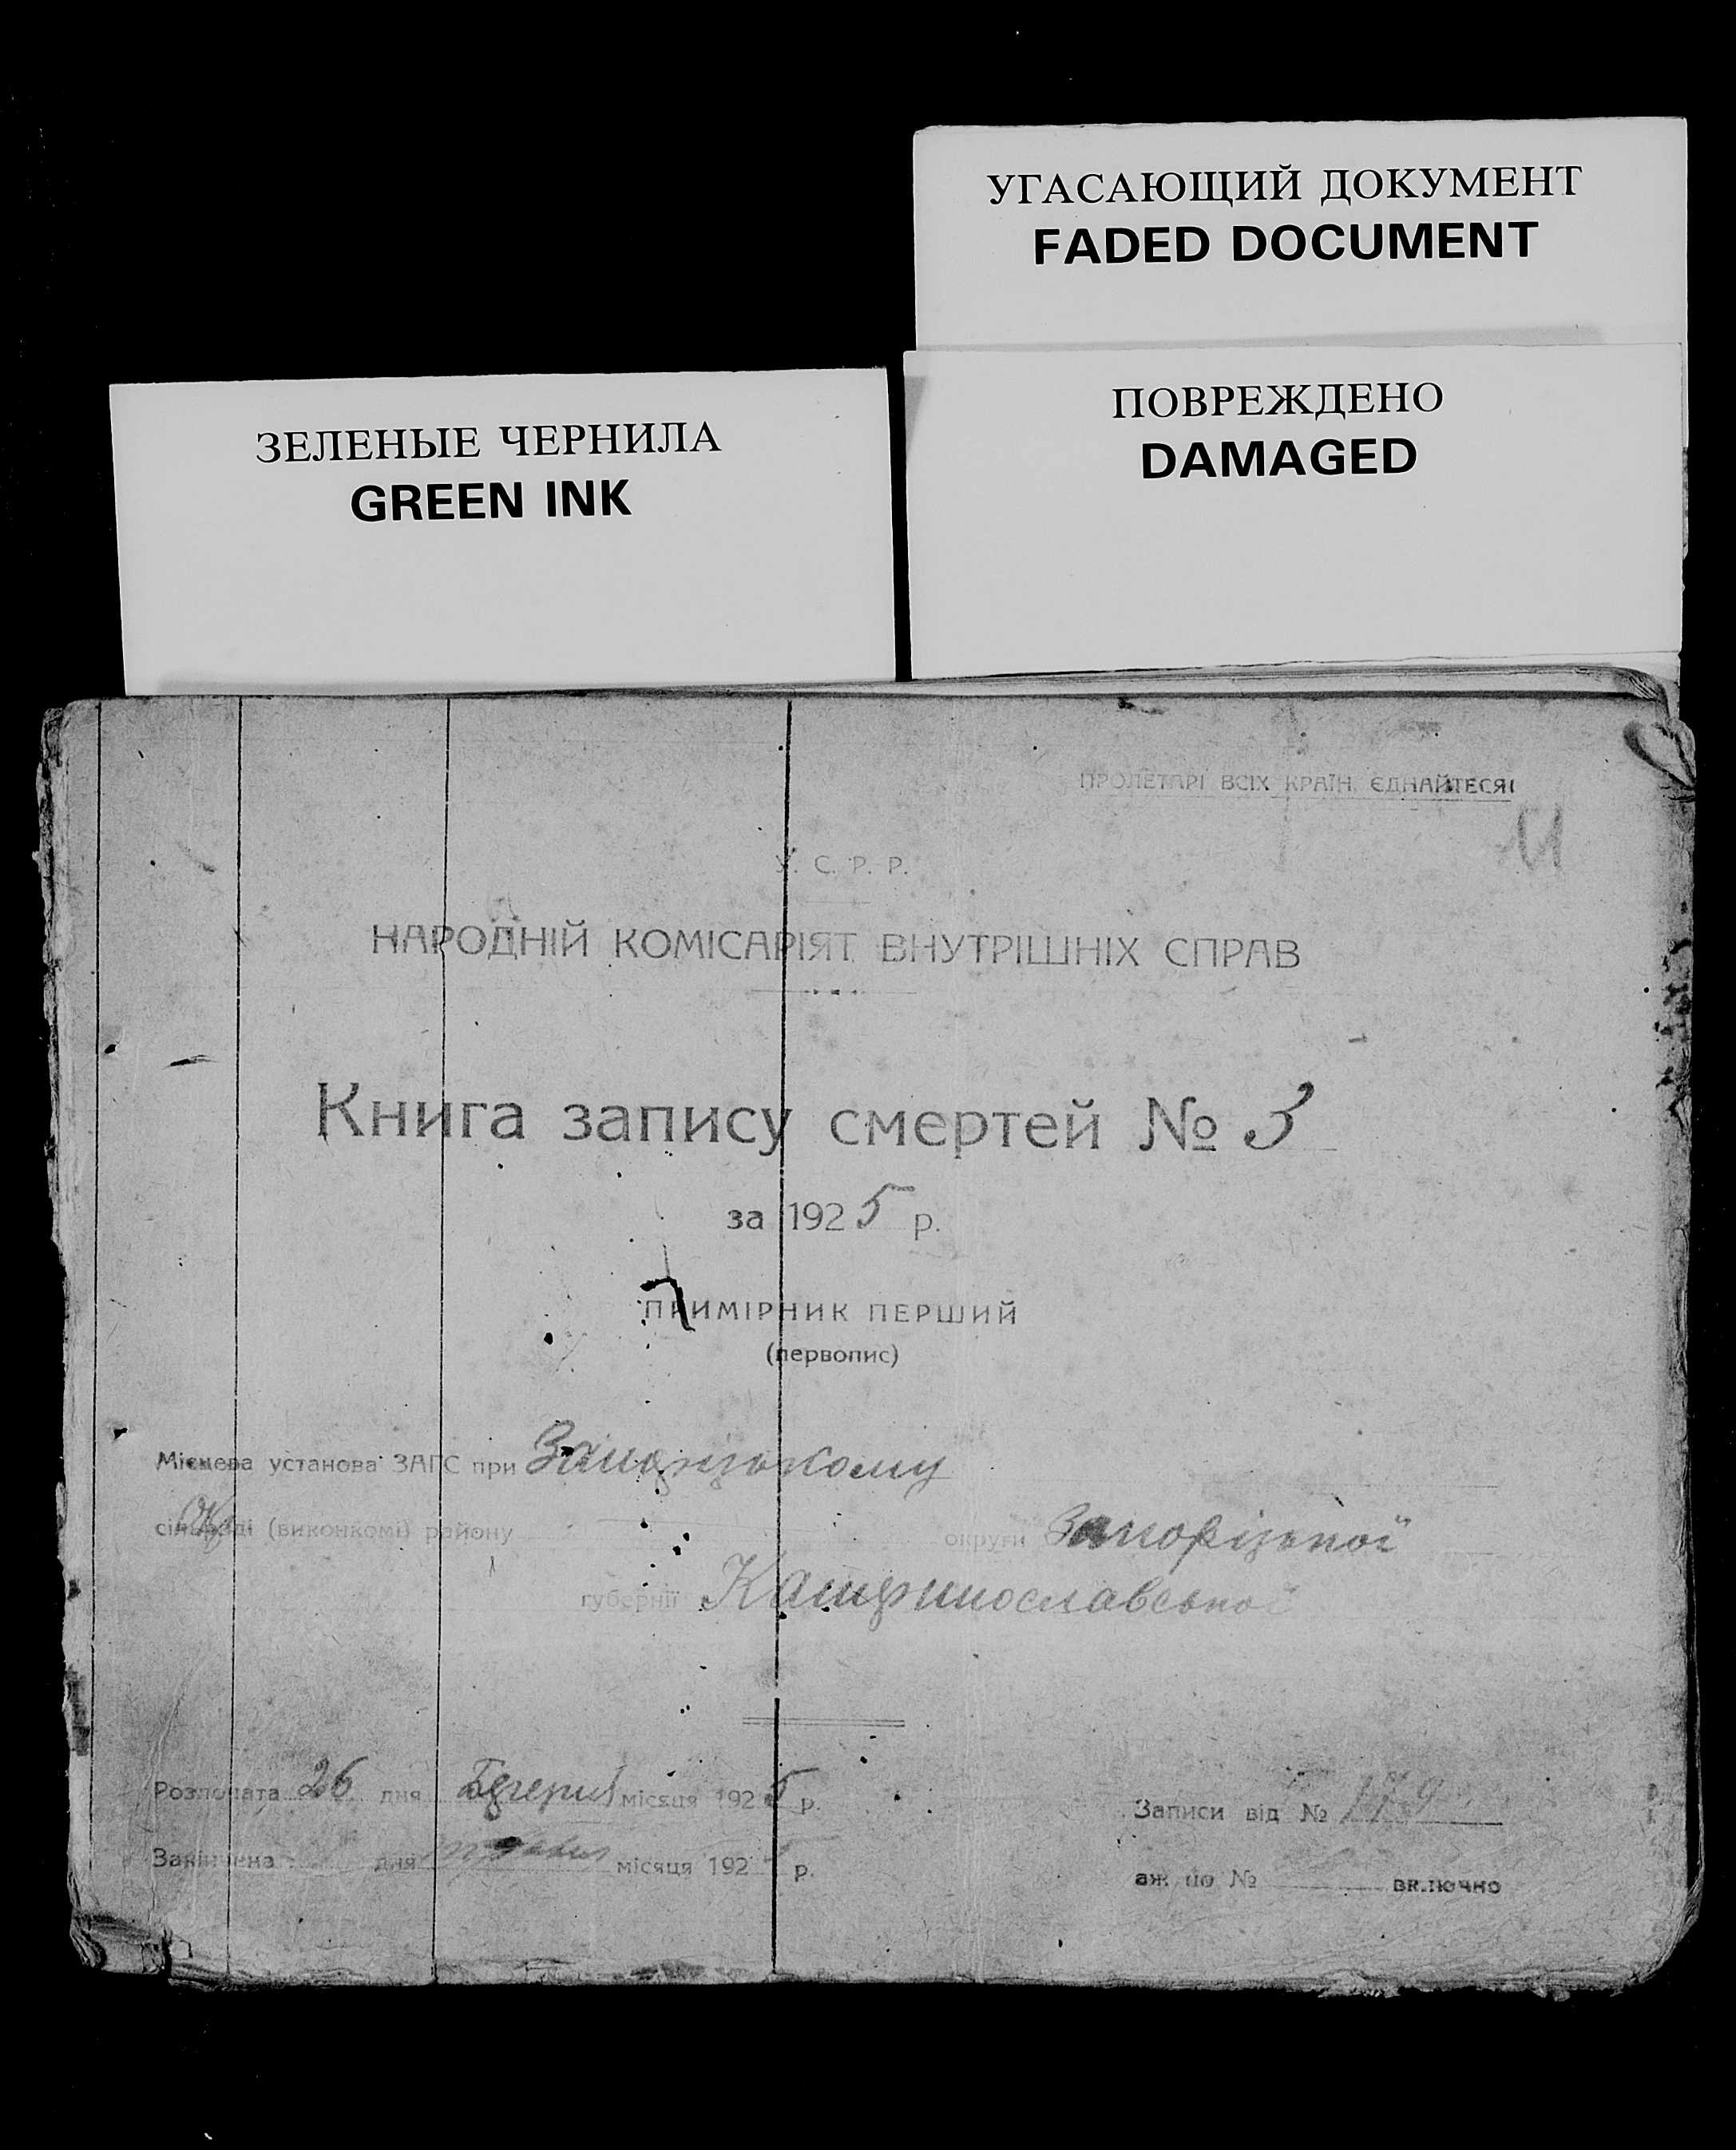 УГАСАЮЩИЙ ДОКУМЕНТ
FADED DOCUMENT
ПОВРЕЖДЕНО
DAMAGED
ЗЕЛЕНЫЕ ЧЕРНИЛА
GREEN INK
ПРОЛЕТАРІ ВСІХ КРАЇН, ЄДНАЙТЕСЯ!
У. С. Р. Р.
НАРОДНІЙ КОМІСАРІЯТ ВНУТРІШНІХ СПРАВ
Книга запису смертей № 3
за 1925 р.
ПРИМІРНИК ПЕРШИЙ
(первопис)
Місцева установа ЗАГС при
сільраді (виконкомі) району округи Запорізької
губернії
Розпочата 26 дня місяця 1925 р.
Закінчена дня місяця 192 р.
Записи від № 179
аж по № включно